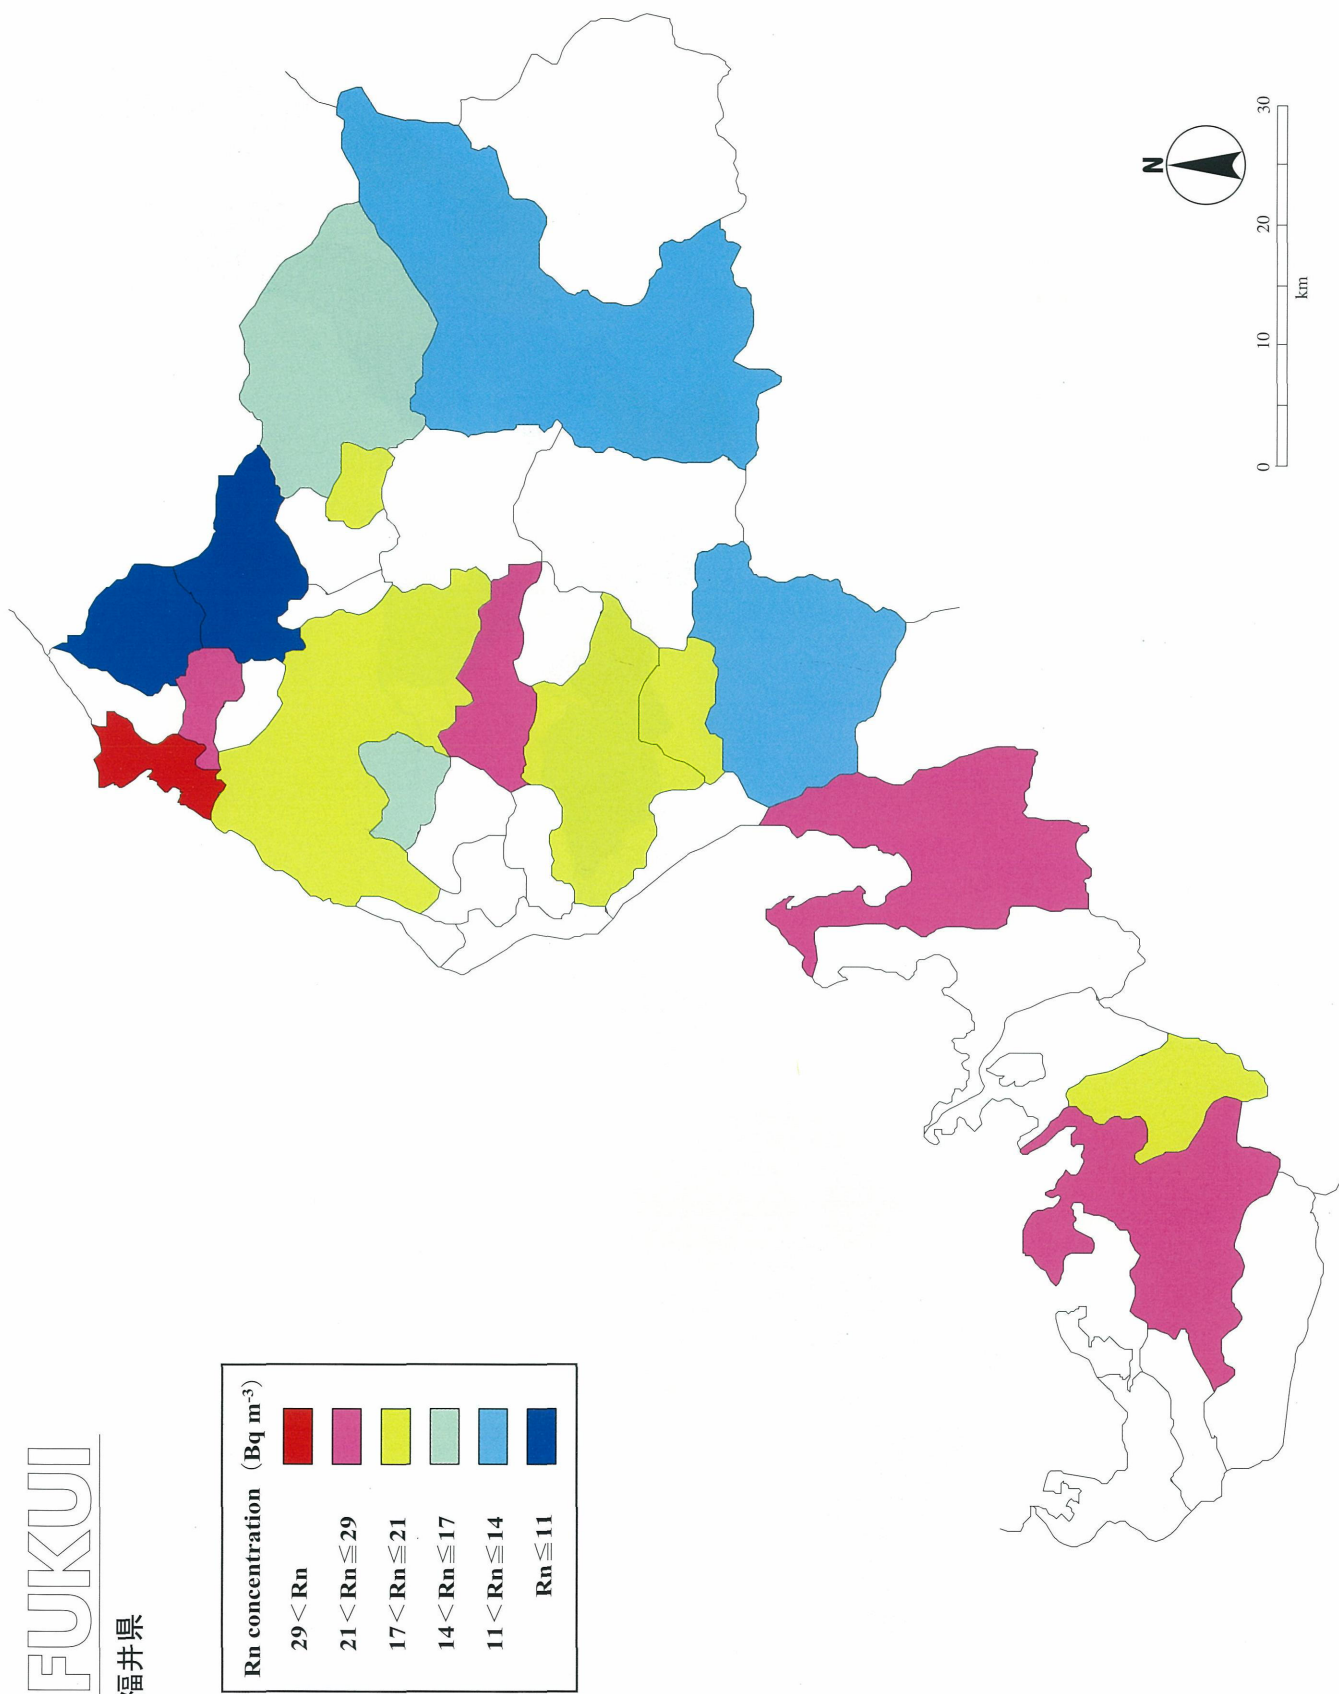 FUKUI
福井県
Rn concentration (Bq m⁻³)
29＜Rn
21＜Rn≦29
17＜Rn≦21
14＜Rn≦17
11＜Rn≦14
Rn≦11
N
0 10 20 30
km